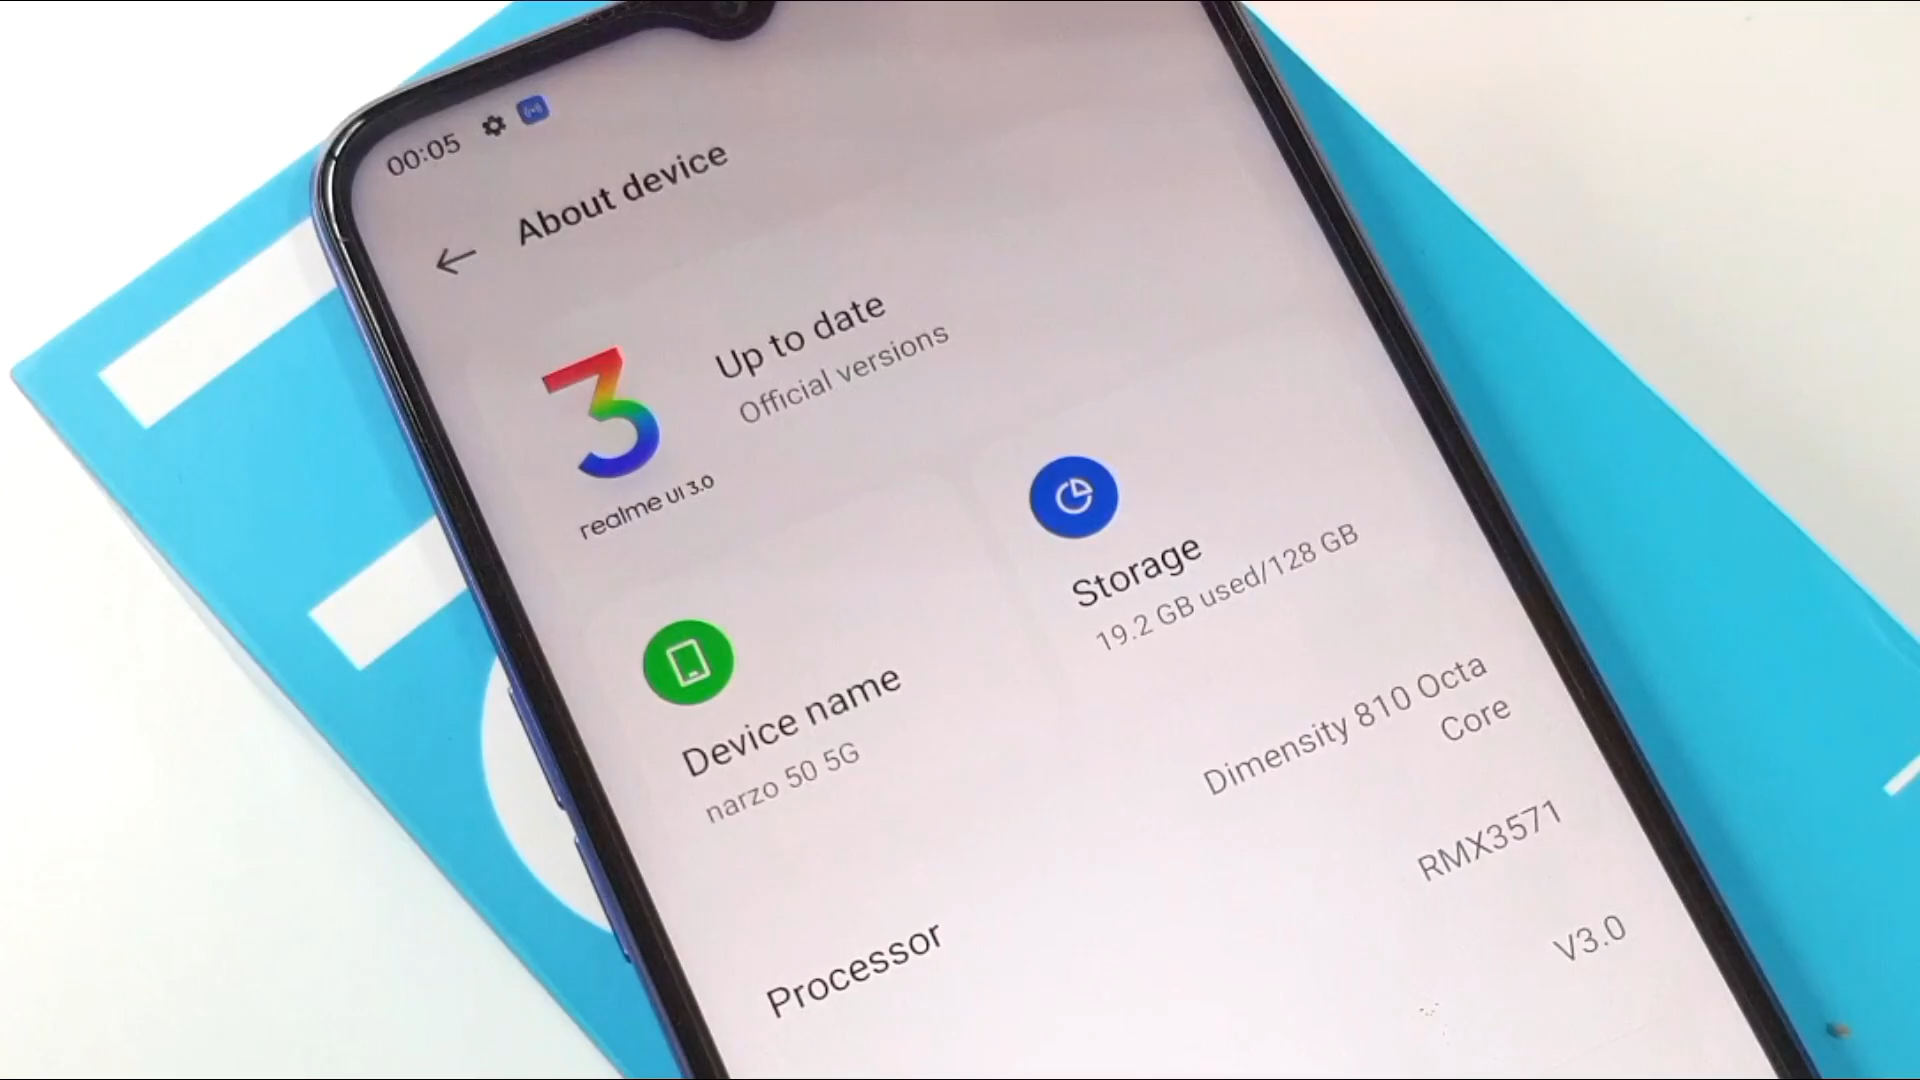 00:05
About device
Up to date
Official versions
realme UI 3.0
Storage
19.2 GB used/128 GB
Device name
narzo 50 5G
Dimensity 810 Octa
Core
RMX3571
V3.0
Processor